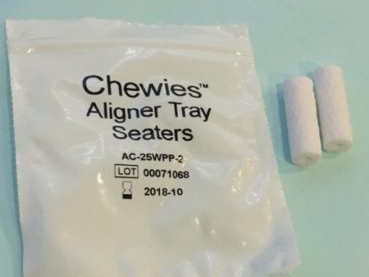 Chewies™
Aligner Tray
Seaters
AC-25WPP-2
LOT 00071068
2018-10